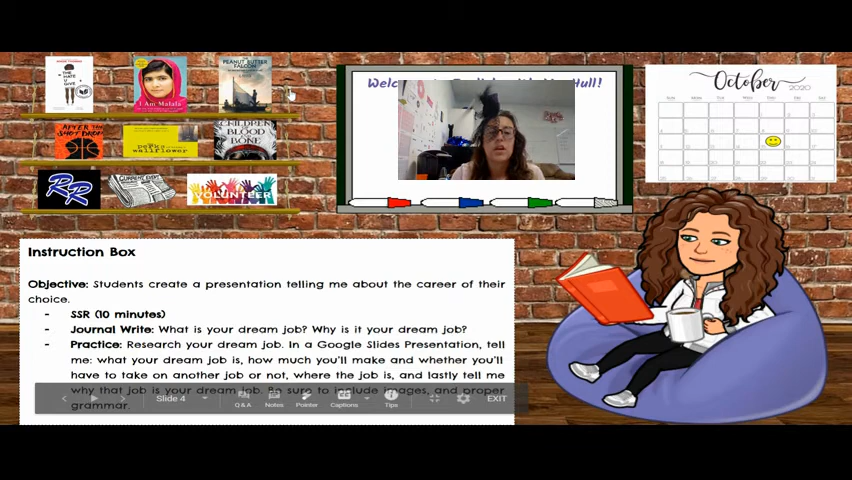 THE
HATE
U
GIVE
I Am Malala
PEANUT BUTTER
FALCON
AFTER THE
SHOT DROPS
the
perks
of being a
wallflower
CHILDREN
BLOOD
BONE
RR
CURRENT EVENT
VOLUNTEER
Hull!
October
2020
Instruction Box
Objective: Students create a presentation telling me about the career of their
choice.
- SSR (10 minutes)
- Journal Write: What is your dream job? Why is it your dream job?
- Practice: Research your dream job. In a Google Slides Presentation, tell
me: what your dream job is, how much you'll make and whether you'll
have to take on another job or not, where the job is, and lastly tell me
why that job is your dream job. Be sure to include images, and proper
grammar.
Slide 4
Q & A
Notes
Pointer
Captions
Tips
EXIT